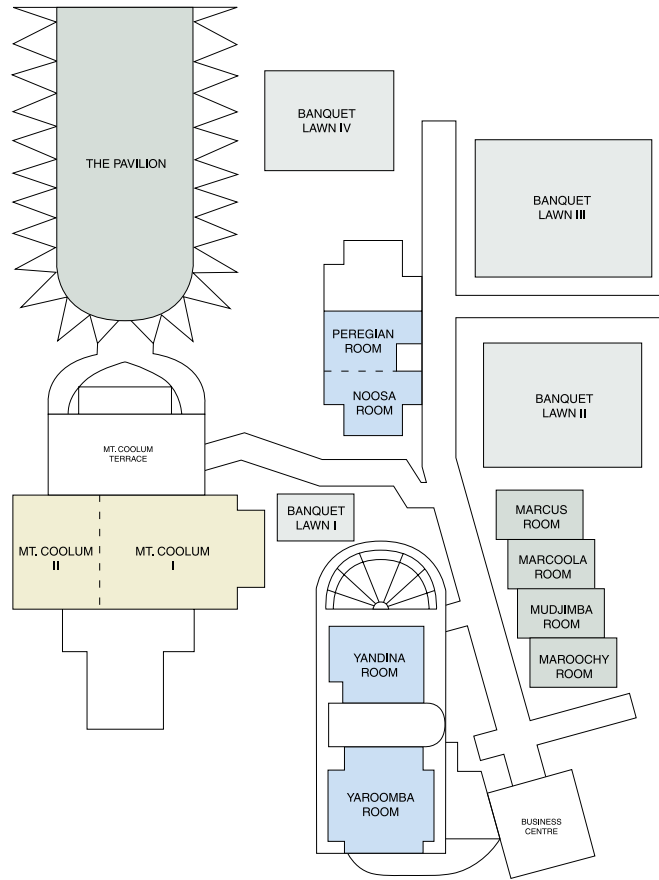 THE PAVILION
BANQUET
LAWN IV
BANQUET
LAWN III
PEREGIAN
ROOM
NOOSA
ROOM
BANQUET
LAWN II
MT. COOLUM
TERRACE
BANQUET
LAWN I
MARCUS
ROOM
MT. COOLUM
II
MT. COOLUM
I
MARCOOLA
ROOM
MUDJIMBA
ROOM
MAROOCHY
ROOM
YANDINA
ROOM
YAROOMBA
ROOM
BUSINESS
CENTRE